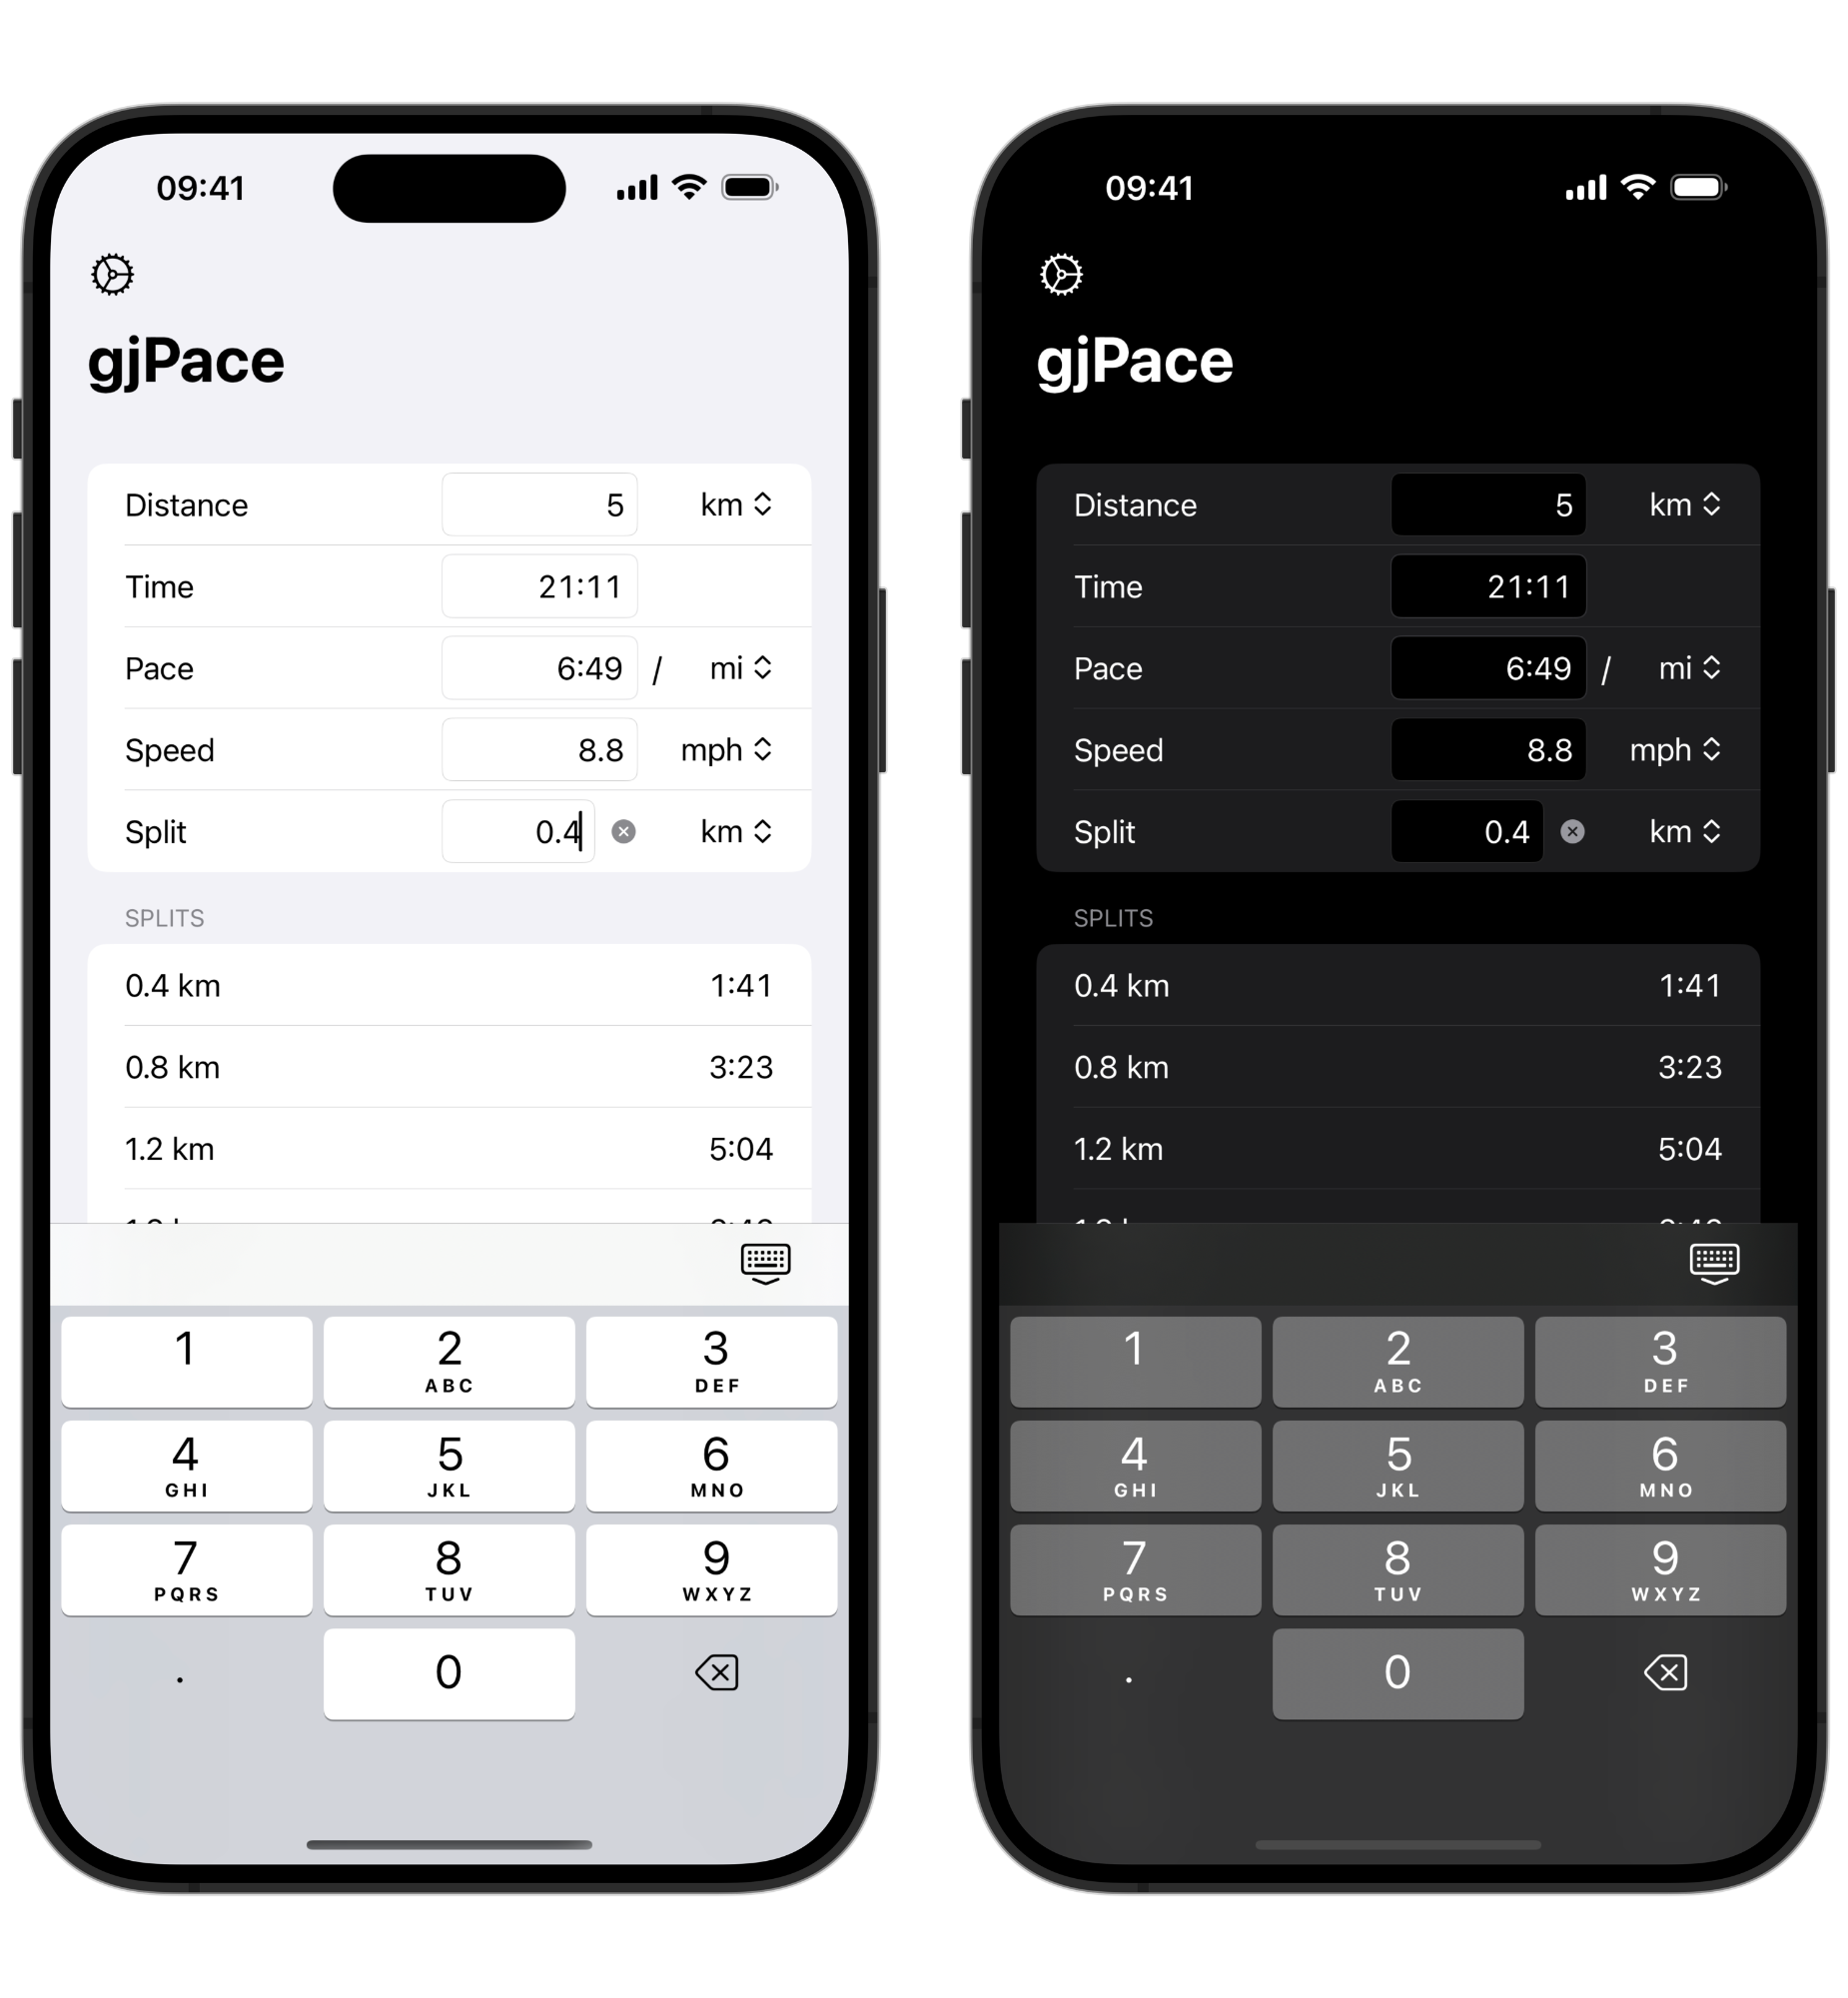 09:41
gjPace
Distance 5 km
Time 21:11
Pace 6:49 / mi
Speed 8.8 mph
Split 0.4 km
SPLITS
0.4 km 1:41
0.8 km 3:23
1.2 km 5:04
1 2 3
ABC DEF
4 5 6
GHI JKL MNO
7 8 9
PQRS TUV WXYZ
. 0
09:41
gjPace
Distance 5 km
Time 21:11
Pace 6:49 / mi
Speed 8.8 mph
Split 0.4 km
SPLITS
0.4 km 1:41
0.8 km 3:23
1.2 km 5:04
1 2 3
ABC DEF
4 5 6
GHI JKL MNO
7 8 9
PQRS TUV WXYZ
. 0